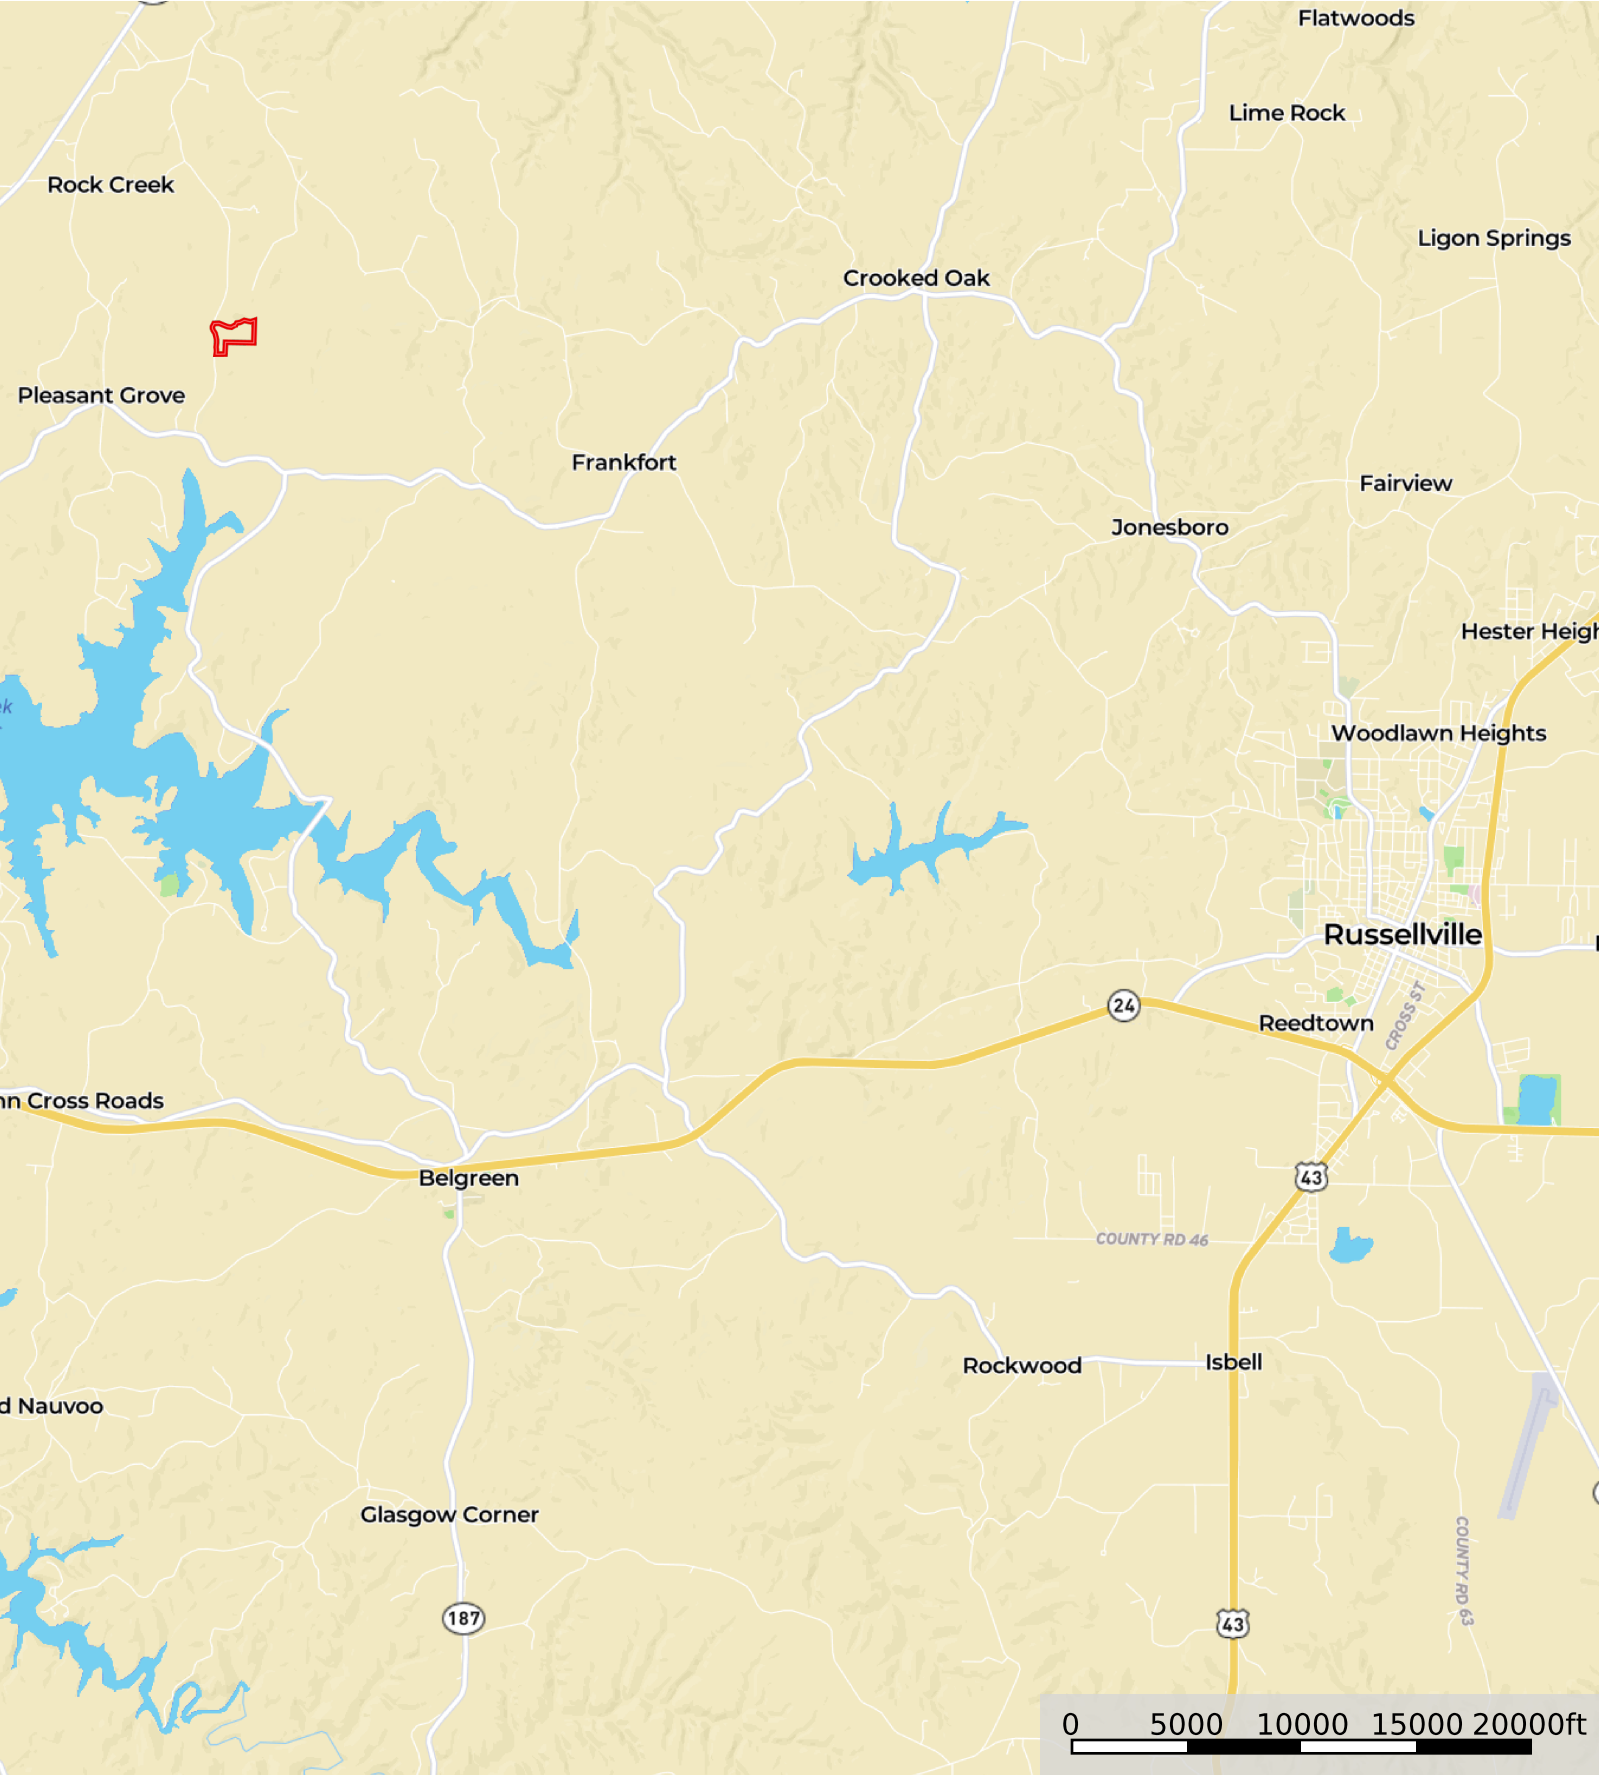 Flatwoods
Lime Rock
Rock Creek
Ligon Springs
Crooked Oak
Pleasant Grove
Frankfort
Fairview
Jonesboro
Hester Heigh
ek
Woodlawn Heights
Russellville
24
Reedtown
CROSS ST
nn Cross Roads
Belgreen
43
COUNTY RD 46
Rockwood
Isbell
d Nauvoo
Glasgow Corner
COUNTY RD 63
187
43
0 5000 10000 15000 20000ft